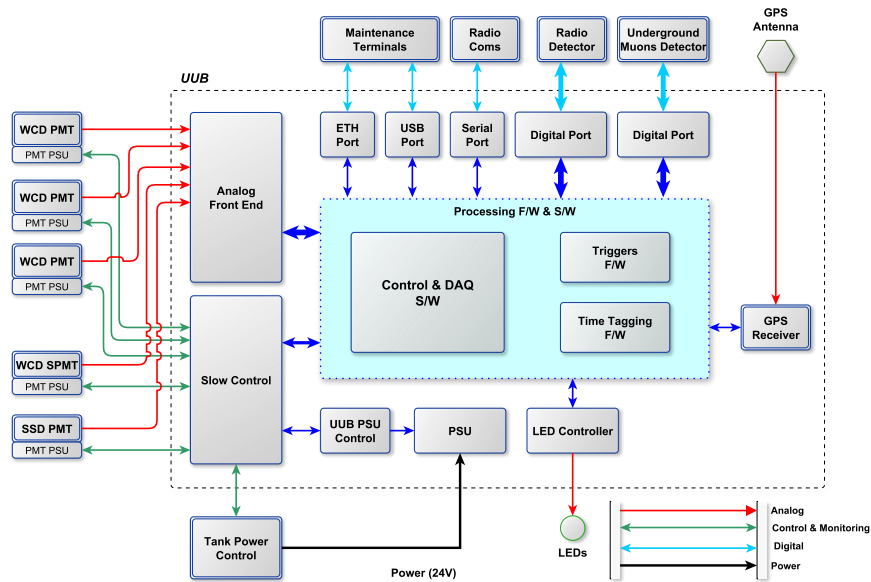 GPS
Antenna
Maintenance
Terminals
Radio
Coms
Radio
Detector
Underground
Muons Detector
UUB
WCD PMT
PMT PSU
WCD PMT
PMT PSU
WCD PMT
PMT PSU
WCD SPMT
PMT PSU
SSD PMT
PMT PSU
Analog
Front End
ETH
Port
USB
Port
Serial
Port
Digital Port
Digital Port
Processing F/W & S/W
Control & DAQ
S/W
Triggers
F/W
Time Tagging
F/W
GPS
Receiver
Slow Control
UUB PSU
Control
PSU
LED Controller
Tank Power
Control
Power (24V)
LEDs
Analog
Control & Monitoring
Digital
Power